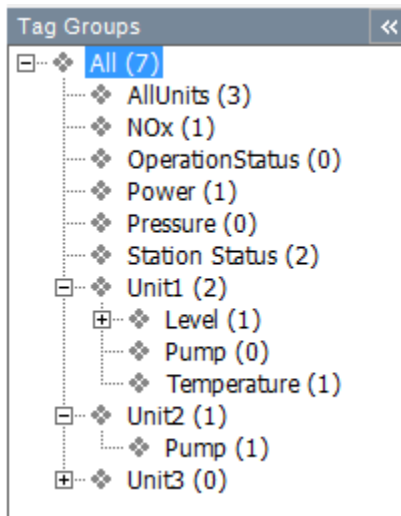 Tag Groups
All (7)
AllUnits (3)
NOx (1)
OperationStatus (0)
Power (1)
Pressure (0)
Station Status (2)
Unit1 (2)
Level (1)
Pump (0)
Temperature (1)
Unit2 (1)
Pump (1)
Unit3 (0)